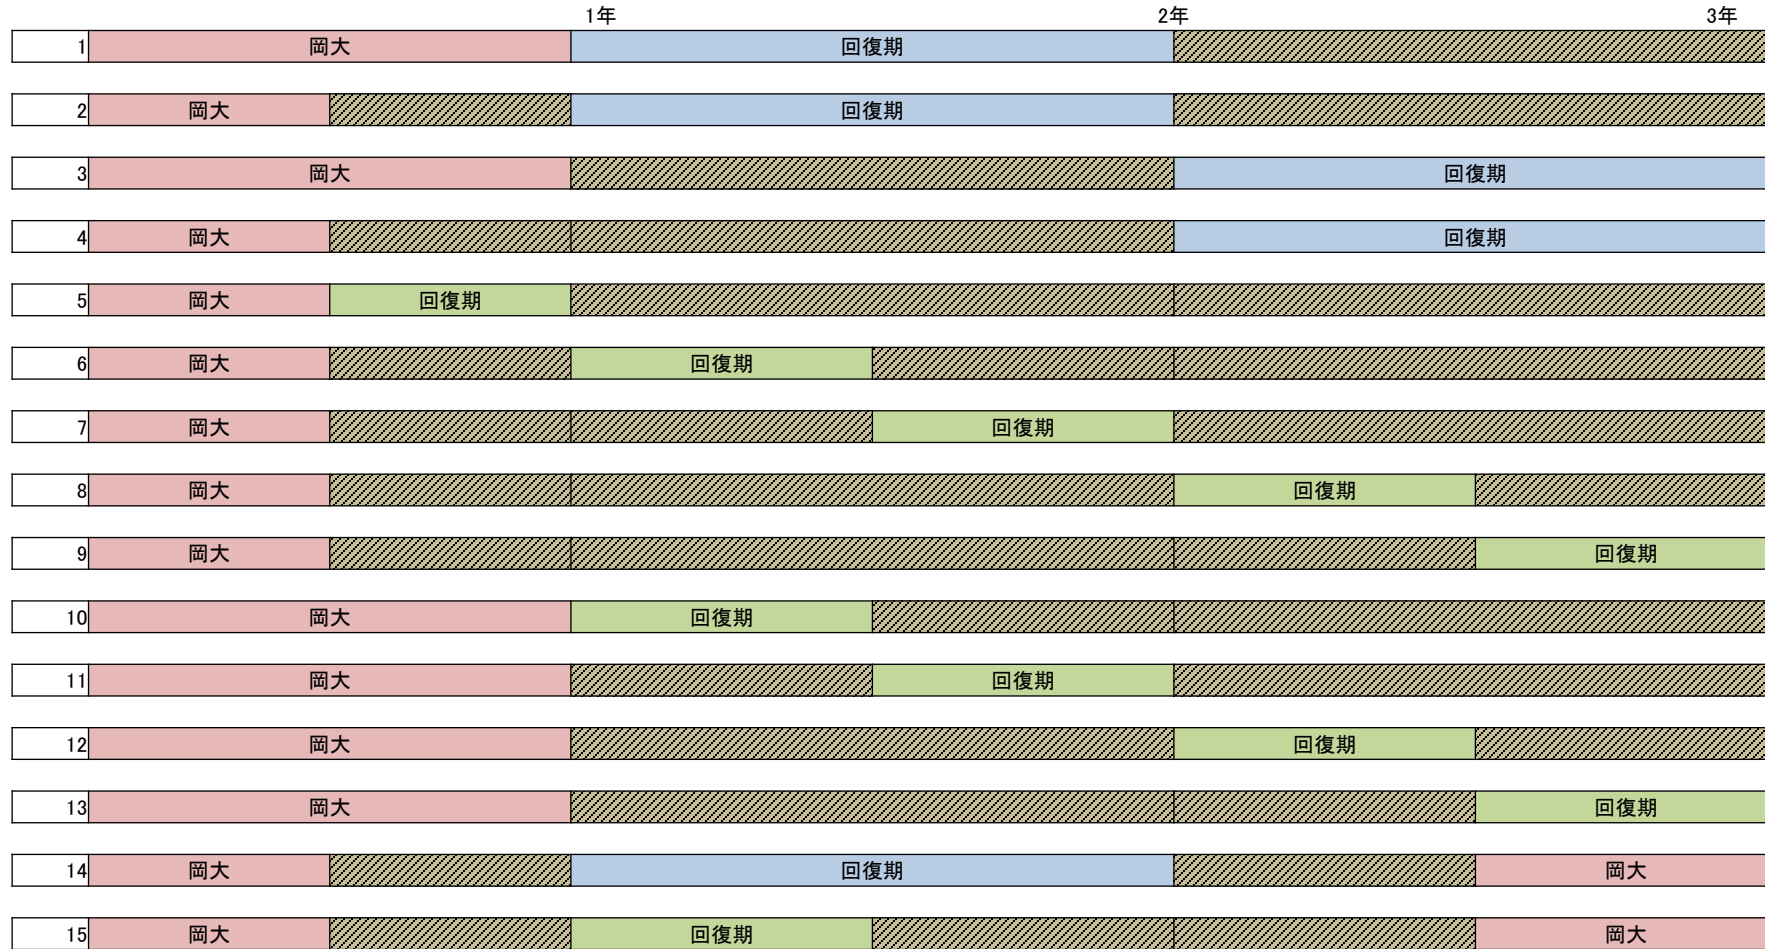 1年 2年 3年
1 岡大 回復期
2 岡大 回復期
3 岡大 回復期
4 岡大 回復期
5 岡大 回復期
6 岡大 回復期
7 岡大 回復期
8 岡大 回復期
9 岡大 回復期
10 岡大 回復期
11 岡大 回復期
12 岡大 回復期
13 岡大 回復期
14 岡大 回復期 岡大
15 岡大 回復期 岡大